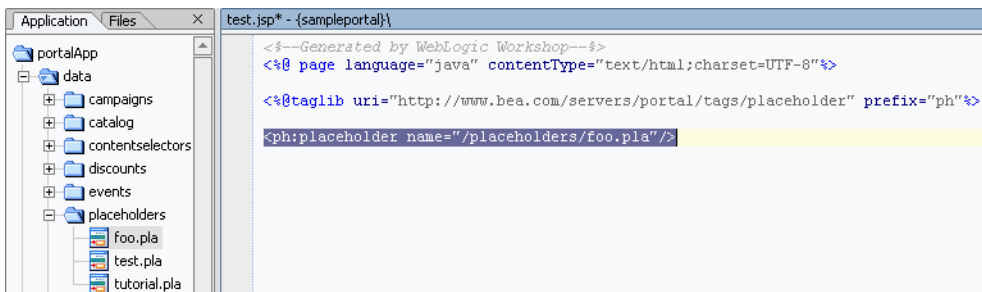 Application Files ×
portalApp
data
campaigns
catalog
contentselectors
discounts
events
placeholders
foo.pla
test.pla
tutorial.pla
test.jsp* - {sampleportal}\
<%--Generated by WebLogic Workshop--%>
<%@ page language="java" contentType="text/html;charset=UTF-8"%>
<%@taglib uri="http://www.bea.com/servers/portal/tags/placeholder" prefix="ph"%>
<ph:placeholder name="/placeholders/foo.pla"/>